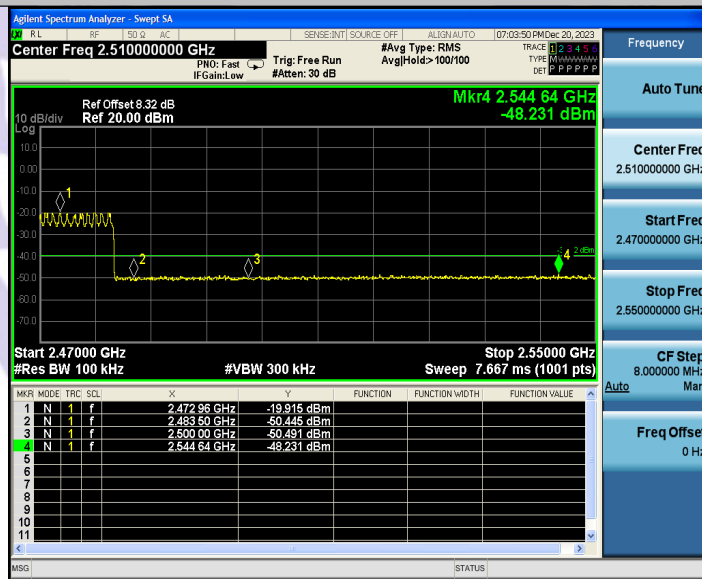 Agilent Spectrum Analyzer - Swept SA
LXI RL RF 50 Ω AC SENSE:INT SOURCE OFF ALIGN AUTO 07:03:50 PM Dec 20, 2023
Center Freq 2.510000000 GHz
PNO: Fast
IFGain:Low
Trig: Free Run
#Atten: 30 dB
#Avg Type: RMS
Avg|Hold:>100/100
TRACE 1 2 3 4 5 6
TYPE M
DET P P P P P P
Ref Offset 8.32 dB
10 dB/div Ref 20.00 dBm
Log
Mkr4 2.544 64 GHz
-48.231 dBm
10.0
0.00
-10.0
-20.0
-30.0
-40.0
-50.0
-60.0
-70.0
1
2
3
4
Start 2.47000 GHz Stop 2.55000 GHz
#Res BW 100 kHz #VBW 300 kHz Sweep 7.667 ms (1001 pts)
MKR MODE TRC SCL X Y FUNCTION FUNCTION WIDTH FUNCTION VALUE
1 N 1 f 2.472 96 GHz -19.915 dBm
2 N 1 f 2.483 50 GHz -50.445 dBm
3 N 1 f 2.500 00 GHz -50.491 dBm
4 N 1 f 2.544 64 GHz -48.231 dBm
5
6
7
8
9
10
11
MSG STATUS
Frequency
Auto Tune
Center Freq
2.510000000 GHz
Start Freq
2.470000000 GHz
Stop Freq
2.550000000 GHz
CF Step
8.000000 MHz
Auto Man
Freq Offset
0 Hz